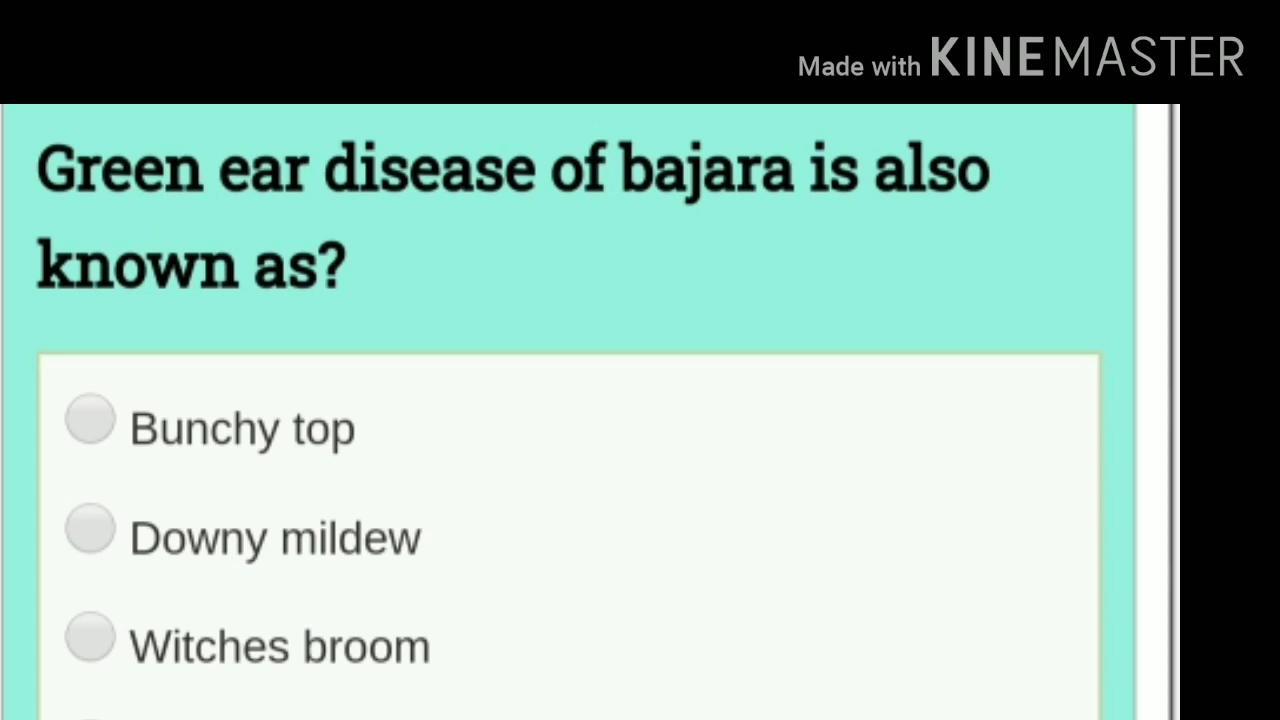 Made with KINEMASTER
Green ear disease of bajara is also
known as?
Bunchy top
Downy mildew
Witches broom